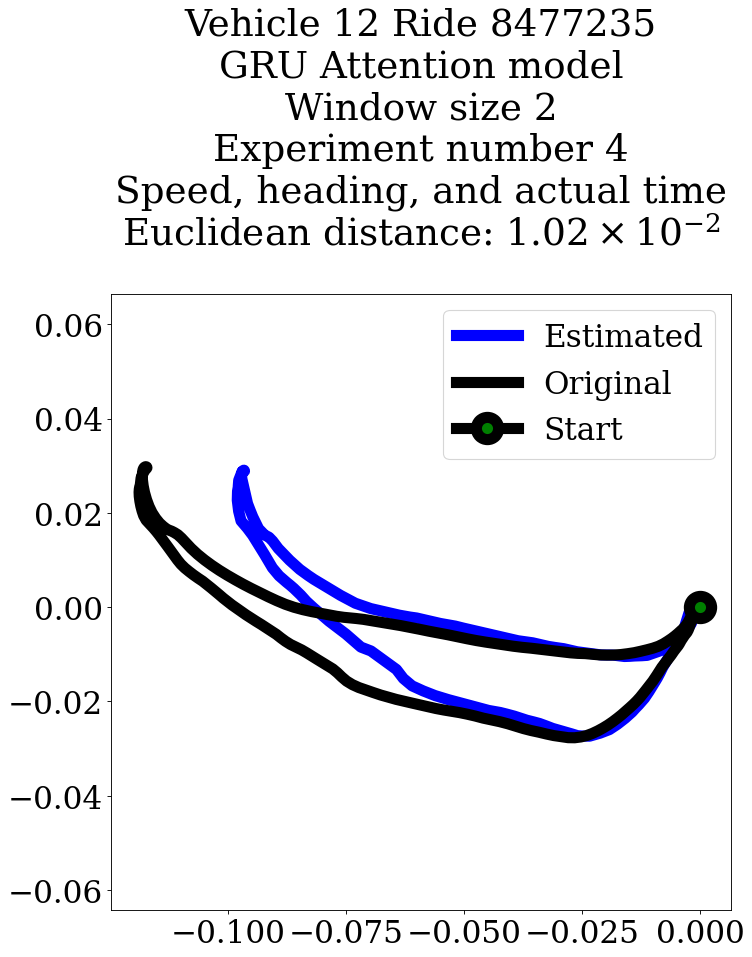 Vehicle 12 Ride 8477235
GRU Attention model
Window size 2
Experiment number 4
Speed, heading, and actual time
Euclidean distance: 1.02 × 10⁻²
Estimated
Original
Start
0.06
0.04
0.02
0.00
−0.02
−0.04
−0.06
−0.100 −0.075 −0.050 −0.025 0.000